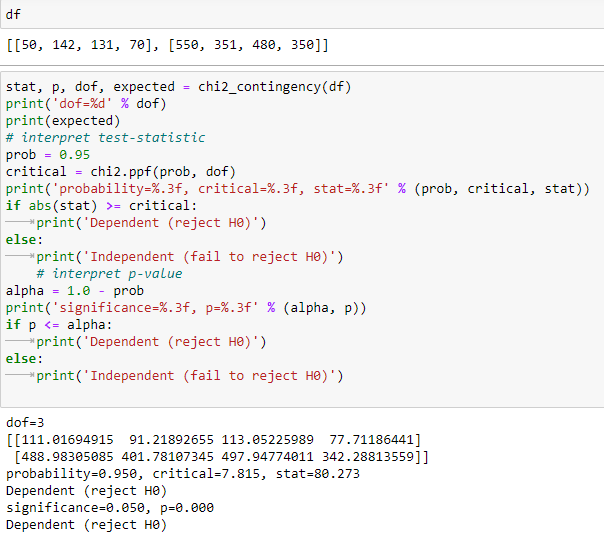 df
[[50, 142, 131, 70], [550, 351, 480, 350]]
stat, p, dof, expected = chi2_contingency(df)
print('dof=%d' % dof)
print(expected)
# interpret test-statistic
prob = 0.95
critical = chi2.ppf(prob, dof)
print('probability=%.3f, critical=%.3f, stat=%.3f' % (prob, critical, stat))
if abs(stat) >= critical:
print('Dependent (reject H0)')
else:
print('Independent (fail to reject H0)')
# interpret p-value
alpha = 1.0 - prob
print('significance=%.3f, p=%.3f' % (alpha, p))
if p <= alpha:
print('Dependent (reject H0)')
else:
print('Independent (fail to reject H0)')
dof=3
[[111.01694915 91.21892655 113.05225989 77.71186441]
[488.98305085 401.78107345 497.94774011 342.28813559]]
probability=0.950, critical=7.815, stat=80.273
Dependent (reject H0)
significance=0.050, p=0.000
Dependent (reject H0)